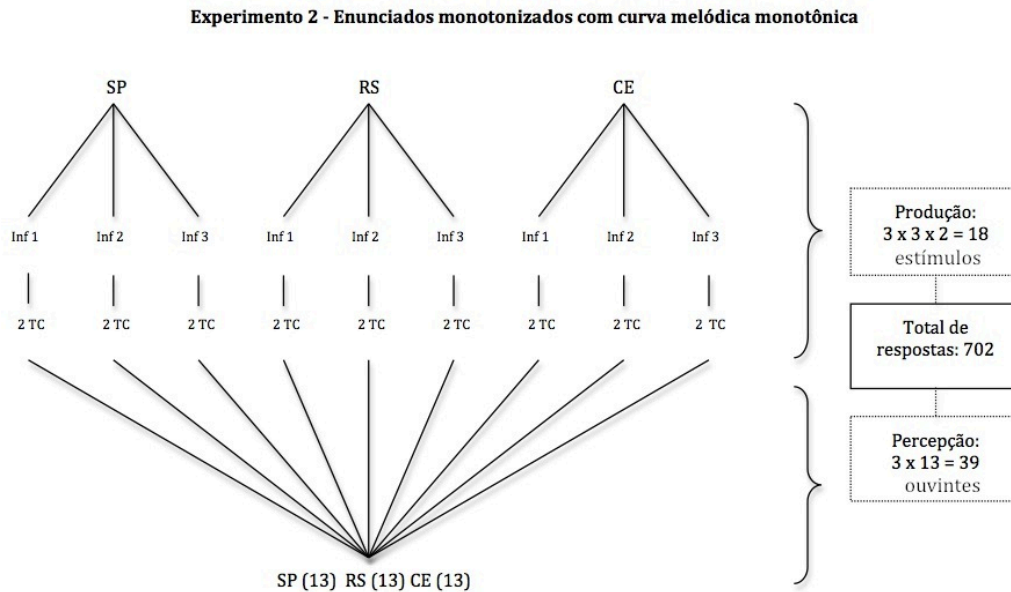 Experimento 2 - Enunciados monotonizados com curva melódica monotônica
SP RS CE
Inf 1 Inf 2 Inf 3 Inf 1 Inf 2 Inf 3 Inf 1 Inf 2 Inf 3
2 TC 2 TC 2 TC 2 TC 2 TC 2 TC 2 TC 2 TC 2 TC
SP (13) RS (13) CE (13)
Produção:
3 x 3 x 2 = 18
estímulos
Total de
respostas: 702
Percepção:
3 x 13 = 39
ouvintes